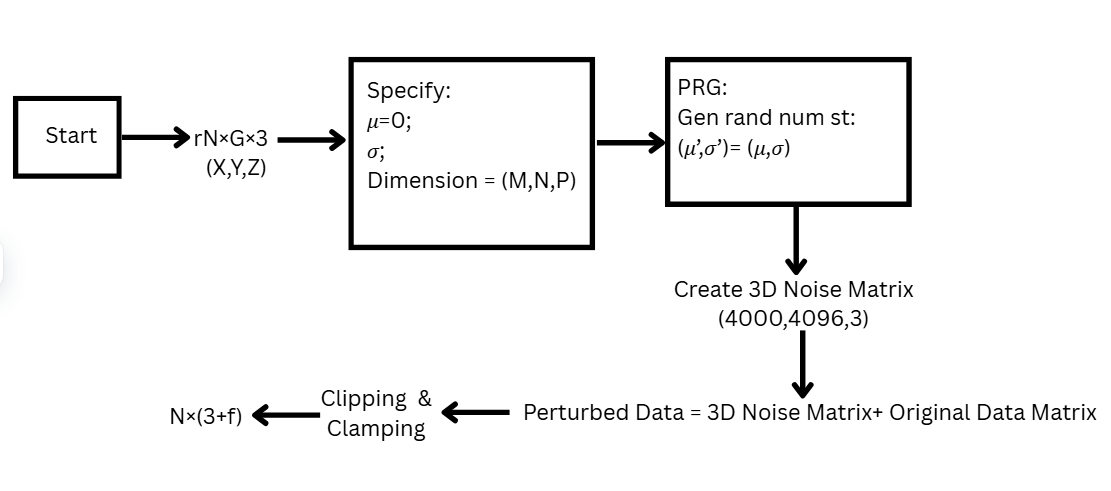 Start
rN×G×3
(X,Y,Z)
Specify:
μ=0;
σ;
Dimension = (M,N,P)
PRG:
Gen rand num st:
(μ’,σ’)= (μ,σ)
Create 3D Noise Matrix
(4000,4096,3)
Perturbed Data = 3D Noise Matrix+ Original Data Matrix
Clipping &
Clamping
N×(3+f)